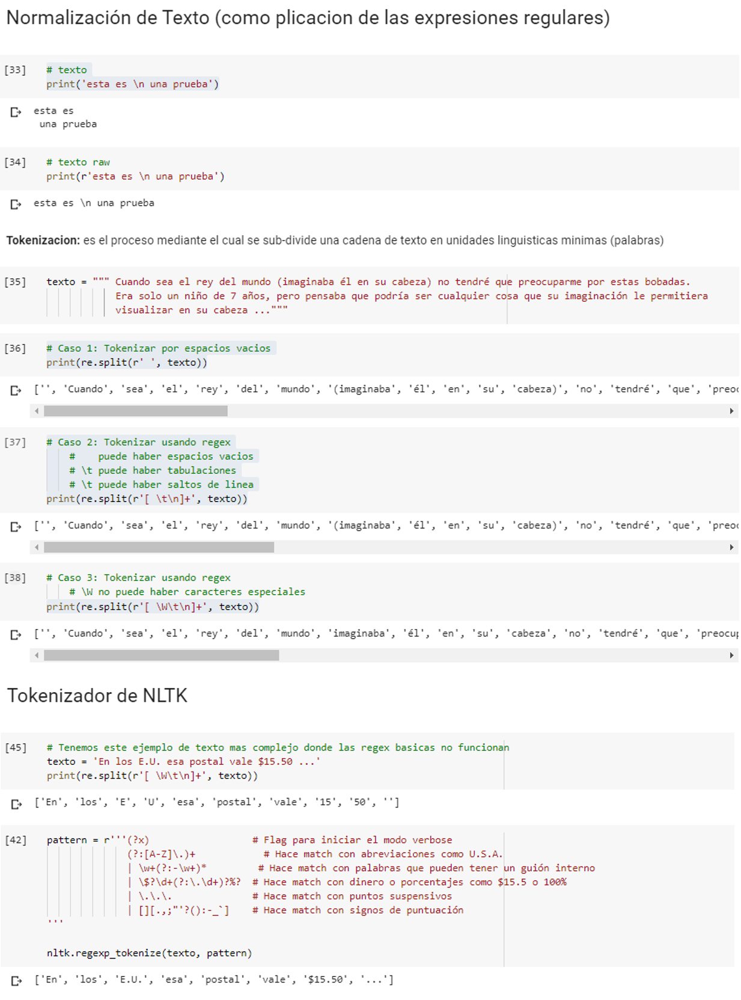 Normalización de Texto (como plicacion de las expresiones regulares)
[33] # texto
print('esta es \n una prueba')
esta es
una prueba
[34] # texto raw
print(r'esta es \n una prueba')
esta es \n una prueba
Tokenizacion: es el proceso mediante el cual se sub-divide una cadena de texto en unidades linguisticas minimas (palabras)
[35] texto = """ Cuando sea el rey del mundo (imaginaba él en su cabeza) no tendré que preocuparme por estas bobadas.
Era solo un niño de 7 años, pero pensaba que podría ser cualquier cosa que su imaginación le permitiera
visualizar en su cabeza ..."""
[36] # Caso 1: Tokenizar por espacios vacios
print(re.split(r' ', texto))
['', 'Cuando', 'sea', 'el', 'rey', 'del', 'mundo', '(imaginaba', 'él', 'en', 'su', 'cabeza)', 'no', 'tendré', 'que', 'preoc
[37] # Caso 2: Tokenizar usando regex
# puede haber espacios vacios
# \t puede haber tabulaciones
# \t puede haber saltos de linea
print(re.split(r'[ \t\n]+', texto))
['', 'Cuando', 'sea', 'el', 'rey', 'del', 'mundo', '(imaginaba', 'él', 'en', 'su', 'cabeza)', 'no', 'tendré', 'que', 'preoc
[38] # Caso 3: Tokenizar usando regex
# \W no puede haber caracteres especiales
print(re.split(r'[ \W\t\n]+', texto))
['', 'Cuando', 'sea', 'el', 'rey', 'del', 'mundo', 'imaginaba', 'él', 'en', 'su', 'cabeza', 'no', 'tendré', 'que', 'preocup
Tokenizador de NLTK
[45] # Tenemos este ejemplo de texto mas complejo donde las regex basicas no funcionan
texto = 'En los E.U. esa postal vale $15.50 ...'
print(re.split(r'[ \W\t\n]+', texto))
['En', 'los', 'E', 'U', 'esa', 'postal', 'vale', '15', '50', '']
[42] pattern = r'''(?x) # Flag para iniciar el modo verbose
(?:[A-Z]\.)+ # Hace match con abreviaciones como U.S.A.
| \w+(?:-\w+)* # Hace match con palabras que pueden tener un guión interno
| \$?\d+(?:\.\d+)?%? # Hace match con dinero o porcentajes como $15.5 o 100%
| \.\.\. # Hace match con puntos suspensivos
| [][.,;"'?():-_`] # Hace match con signos de puntuación
'''
nltk.regexp_tokenize(texto, pattern)
['En', 'los', 'E.U.', 'esa', 'postal', 'vale', '$15.50', '...']